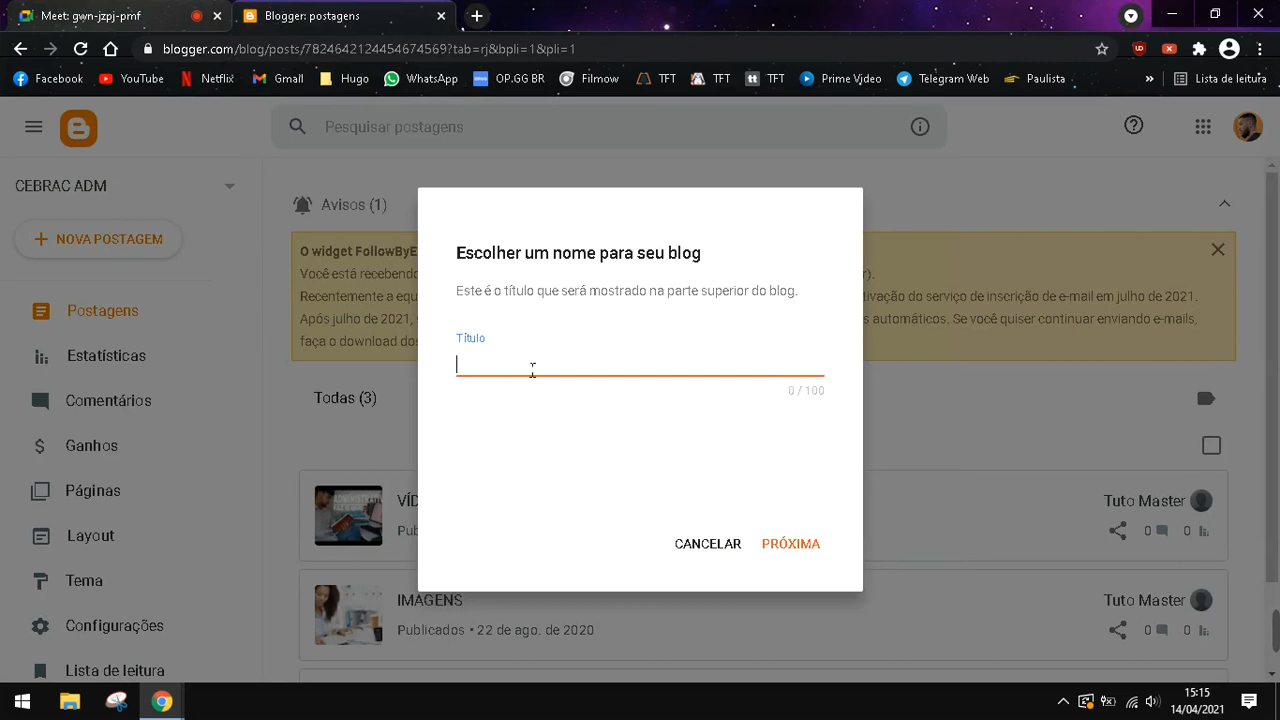 Meet: gwn-jzpj-pmf
Blogger: postagens
blogger.com/blog/posts/7824642124454674569?tab=rj&bpli=1&pli=1
Facebook
YouTube
Netflix
Gmail
Hugo
WhatsApp
OP.GG BR
Filmow
TFT
TFT
TFT
Prime Video
Telegram Web
Paulista
»
Lista de leitura
Pesquisar postagens
CEBRAC ADM
NOVA POSTAGEM
Postagens
Estatísticas
Comentários
Ganhos
Páginas
Layout
Tema
Configurações
Lista de leitura
Avisos (1)
O widget FollowByE
Você está recebendo
Recentemente a equ
tivação do serviço de inscrição de e-mail em julho de 2021.
Após julho de 2021, s
automáticos. Se você quiser continuar enviando e-mails,
faça o download dos
Todas (3)
Escolher um nome para seu blog
Este é o título que será mostrado na parte superior do blog.
Título
0 / 100
CANCELAR
PRÓXIMA
VÍD
Publi
Tuto Master
0
0
IMAGENS
Publicados • 22 de ago. de 2020
Tuto Master
0
0
15:15
14/04/2021